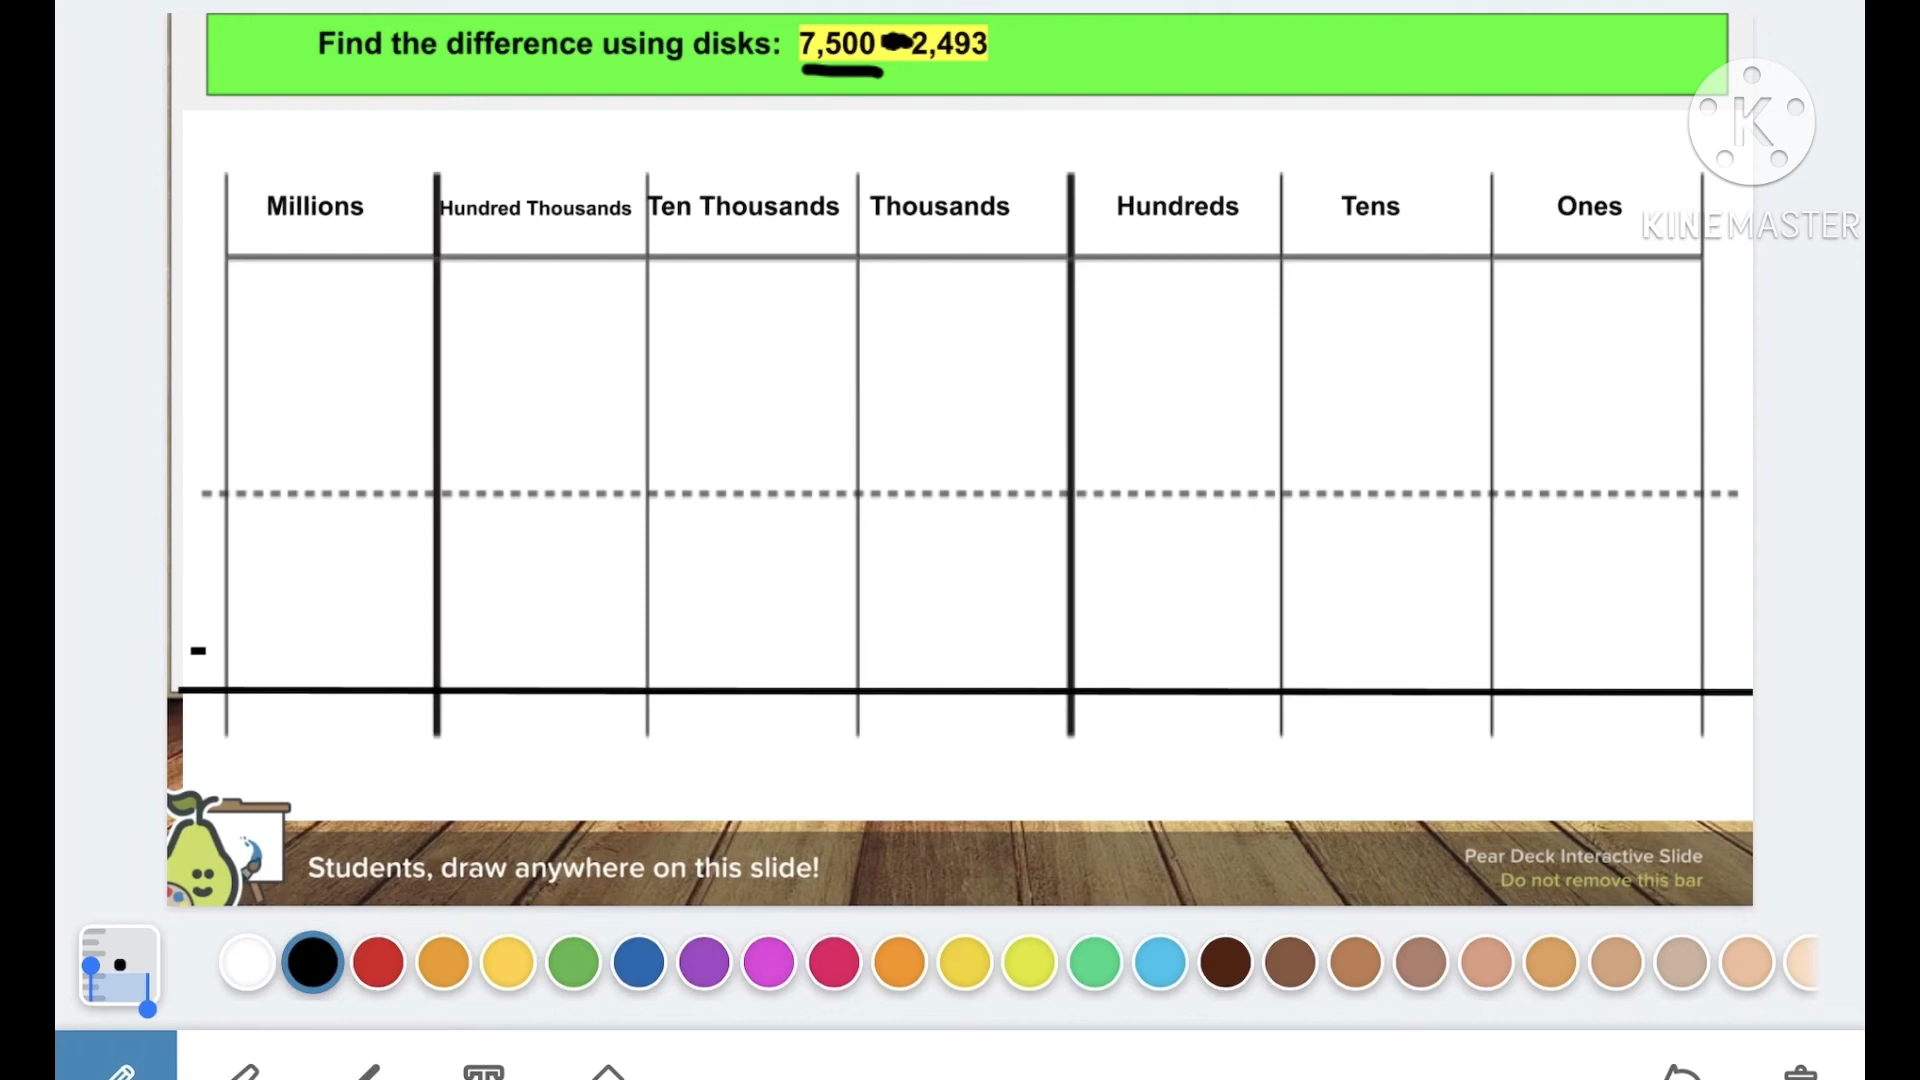 Find the difference using disks: 7,500 - 2,493
KINEMASTER
Millions Hundred Thousands Ten Thousands Thousands Hundreds Tens Ones
-
Students, draw anywhere on this slide!
Pear Deck Interactive Slide
Do not remove this bar